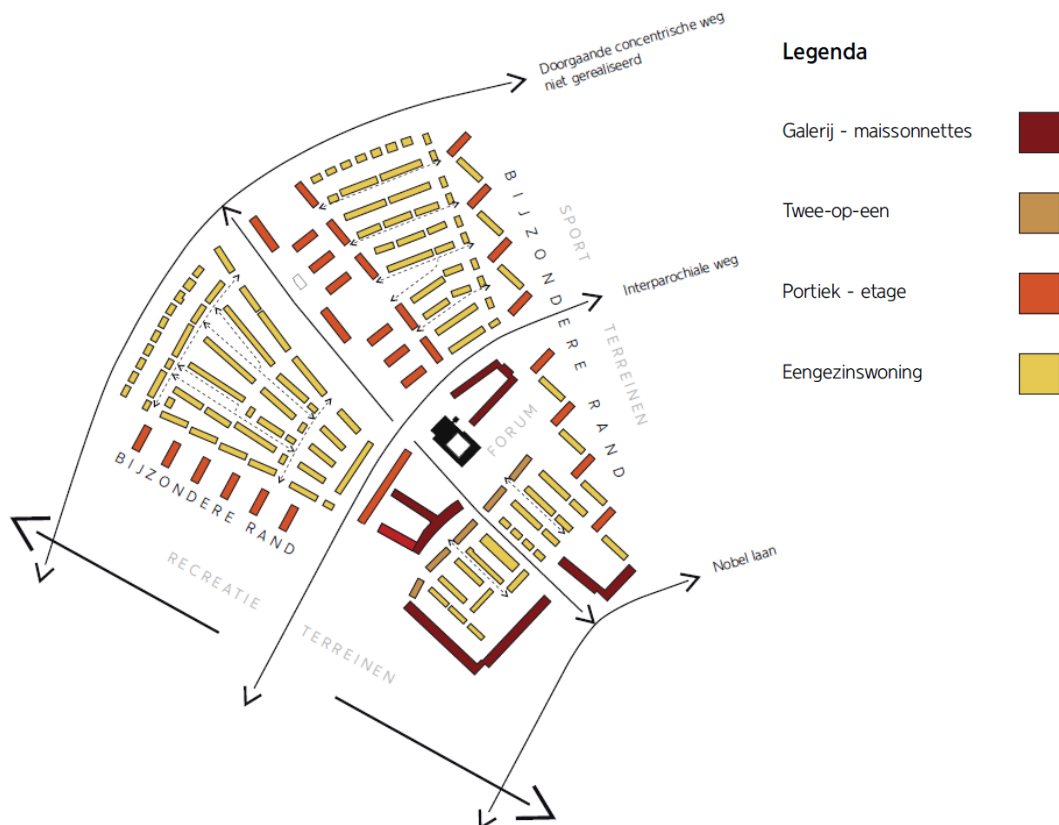 Doorgaande concentrische weg
niet gerealiseerd
Legenda
Galerij - maissonnettes
Twee-op-een
Portiek - etage
Eengezinswoning
BIJZONDERE RAND
SPORT
TERREINEN
Interparochiale weg
FORUM
BIJZONDERE RAND
RECREATIE
TERREINEN
Nobel laan